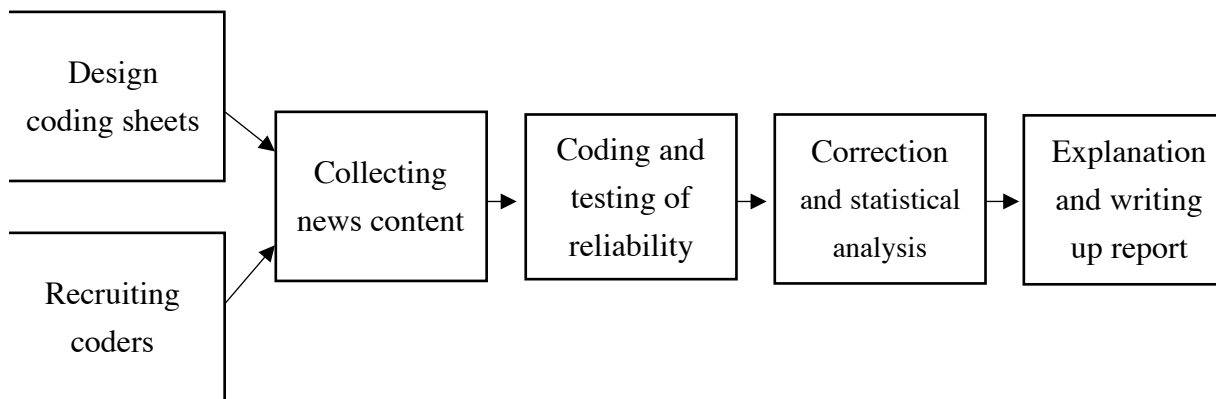 Design
coding sheets
Recruiting
coders
Collecting
news content
Coding and
testing of
reliability
Correction
and statistical
analysis
Explanation
and writing
up report